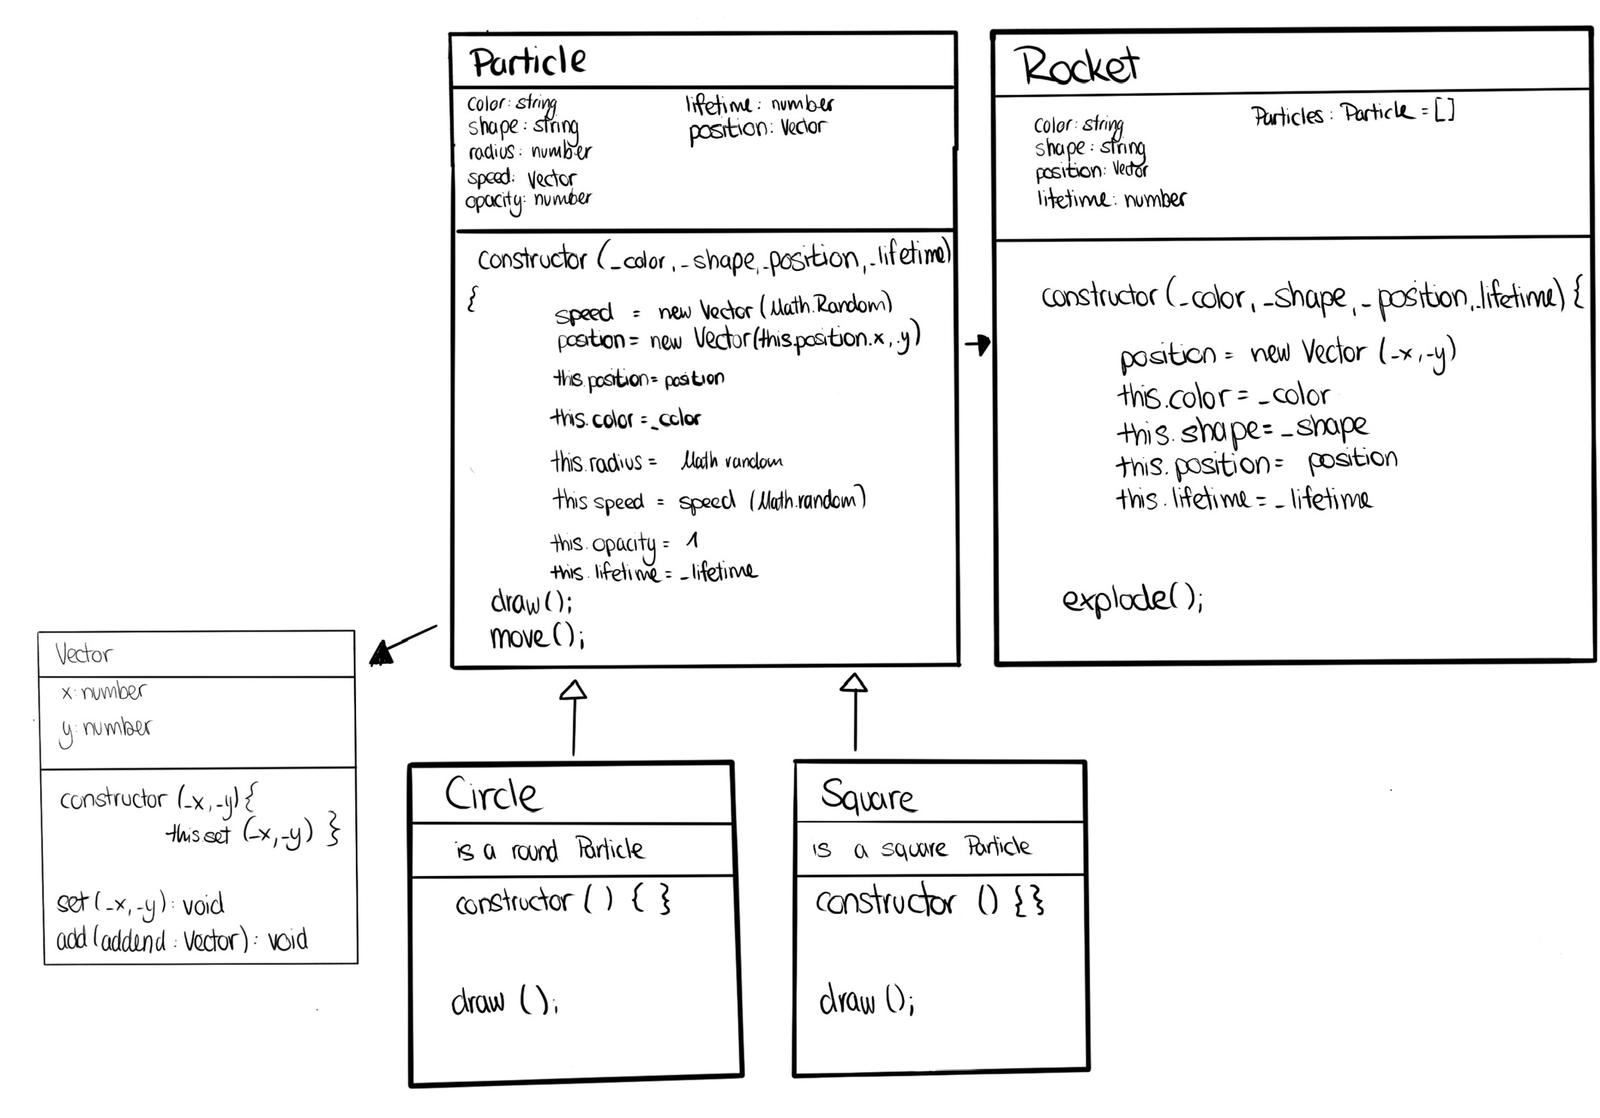 Particle
color: string
shape: string
radius: number
speed: Vector
opacity: number
lifetime: number
position: Vector
constructor (_color, _shape, _position, _lifetime)
{
speed = new Vector (Math.Random)
position = new Vector (this.position.x, .y)
this.position = position
this.color = _color
this.radius = Math random
this speed = speed (Math.random)
this.opacity = 1
this.lifetime = _lifetime
draw ();
move ();
Rocket
color: string
shape: string
position: Vector
lifetime: number
Particles: Particle = []
constructor (_color, _shape, _position, _lifetime) {
position = new Vector (_x, _y)
this.color = _color
this.shape = _shape
this.position = position
this.lifetime = _lifetime
explode ();
Vector
x: number
y: number
constructor (_x, _y) {
this set (_x, _y) }
set (_x, _y): void
add (addend: Vector): void
Circle
is a round Particle
constructor () { }
draw ();
Square
is a square Particle
constructor () {}
draw ();